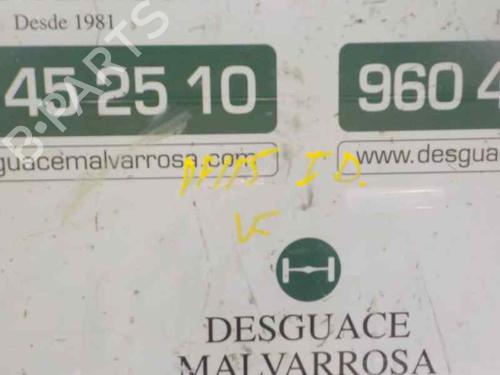 Desde 1981
45 25 10
960 4
guacemalvarrosa.com
www.desgua
I D.
DESGUACE
MALVARROSA
B-PARTS